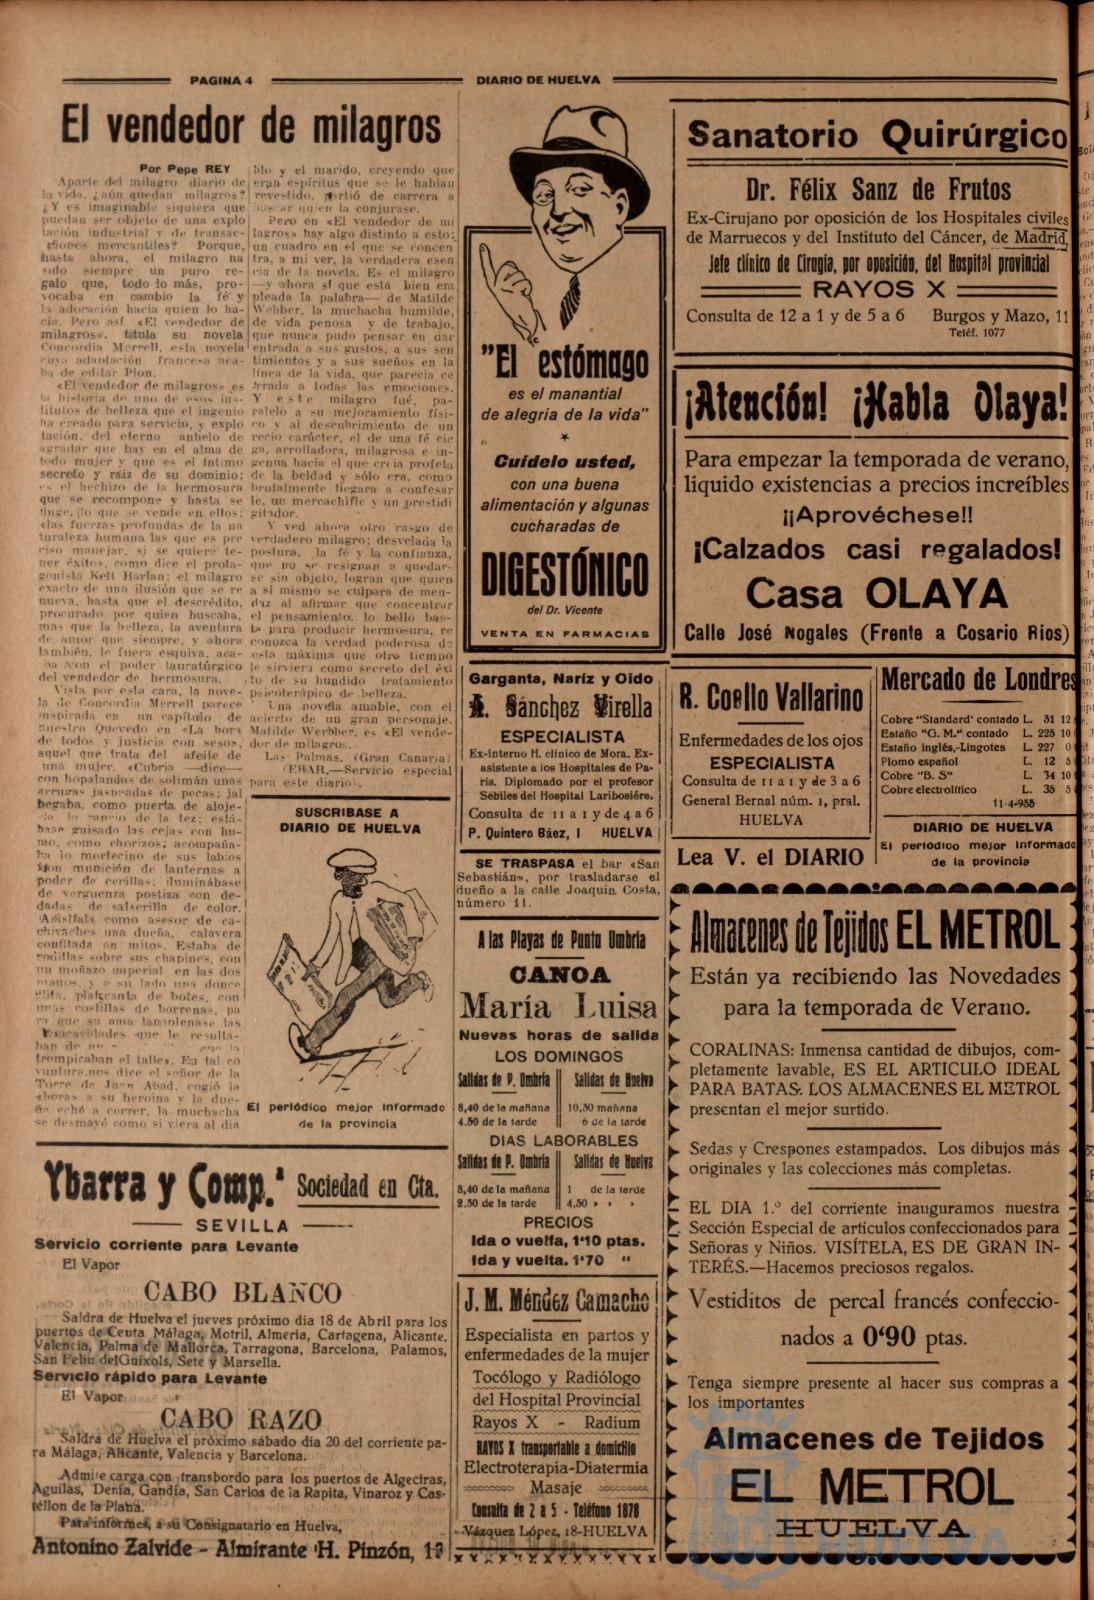 PAGINA 4
DIARIO DE HUELVA
El vendedor de milagros
Por Pepe REY
Aparte del milagro diario de
la vida, ¿aún quedan milagros?
¿Y es imaginable siquiera que
puedan ser objeto de una explo
tación industrial y de transac-
ciones mercantiles? Porque,
hasta ahora, el milagro ha
sido siempre un puro re-
galo que, todo lo más, pro-
vocaba en cambio la fé y
la adoración hacia quien lo ha-
cía. Pero así «El vendedor de
milagros», titula su novela
Concordia Merrell, esta novela
cuya adaptación francesa aca-
ba de editar Plon.
«El vendedor de milagros» es
la historia de uno de esos ins-
titutos de belleza que el ingenio
ha creado para servicio, y explo
tación, del eterno anhelo de
agradar que hay en el alma de
todo mujer y que es el íntimo
secreto y raíz de su dominio;
es el hechizo de la hermosura
que se recompone y hasta se
finge, lo que se vende en ellos;
«las fuerzas profundas de la na
turaleza humana las que es pre
ciso manejar, si se quiere te-
ner éxito», como dice el prota-
gonista Kelt Harlan; el milagro
exacto de una ilusión que se re
nueva, hasta que el descrédito,
procurado por quien buscaba,
mas que la belleza, la aventura
de amor que siempre, y ahora
también, le fuera esquiva, aca-
ba con el poder tauratúrgico
del vendedor de hermosura.
Vista por esta cara, la nove-
la de Concordia Merrell parece
inspirada en un capítulo de
nuestro Quevedo en «La hora
de todos y justicia con seso»,
aquel que trata del afeite de
una mujer. «Cubria —dice—
con hopalandas de solimán unas
arrugas jaspeadas de pecas; jal
begaba, como puerta de aloje-
ría, lo rancio de la tez; está-
base guisado las cejas con hu-
mo, como chorizos; acompaña-
ba lo mortecino de sus labios
con munición de lanternas a
poder de cerillas; iluminábase
de vergüenza postiza con de-
dadas de salserilla de color.
Asistíala como asesor de ca-
chivaches una dueña, calavera
confitada en mitos. Estaba de
rodillas sobre sus chapines, con
un moñazo imperial en las dos
manos, y a su lado una donce
llita, platicanta de botes, con
unas costillas de borrenas, pa
ra que su ama lanaplenase las
concavidades que le resulta-
ban de
trompicaban el talle». En tal co
yuntura, nos dice el señor de la
Torre de Juan Abad, cogió la
«hora» a su heroina y la due-
ña echó a correr, la muchacha
se desmayó como si viera al dia
blo y el marido, creyendo que
eran espíritus que se le habían
revestido, partió de carrera a
buscar quien la conjurase.
Pero en «El vendedor de mi
lagros» hay algo distinto a esto;
un cuadro en el que se concen
tra, a mi ver, la verdadera esen
cia de la novela. Es el milagro
—y ahora sí que está bien em
pleada la palabra— de Matilde
Webber, la muchacha humilde,
de vida penosa y de trabajo,
que nunca pudo pensar en dar
entrada a sus gustos, a sus sen
timientos y a sus sueños en la
línea de la vida, que parecía ce
rrada a todas las emociones.
Y este milagro fué, pa-
ralelo a su mejoramiento físi-
co y al descubrimiento de un
recio carácter, el de una fé cie
ga, arrolladora, milagrosa e in-
genua hacia el que creía profeta
de la beldad y sólo era, como
brutalmente llegara a confesar
le, un mercachifle y un prestidi
gitador.
Y ved ahora otro rasgo de
verdadero milagro; desvelada la
postura, la fé y la confianza,
que no se resignan a quedar-
se sin objeto, logran que quien
a sí mismo se culpara de men-
daz al afirmar que concentrar
el pensamiento, lo bello bas-
ta para producir hermosura, re
conozca la verdad poderosa de
esta máxima que otro tiempo
le sirviera como secreto del éxi
to de su hundido tratamiento
psicoterápico de belleza.
Una novela amable, con el
acierto de un gran personaje.
Matilde Werbber, es «El vende-
dor de milagros».
Las Palmas. (Gran Canaria)
(EHAR.—Servicio especial
para este diario).
SUSCRIBASE A
DIARIO DE HUELVA
El periódico mejor informado
de la provincia
Ybarra y Comp.ª Sociedad en Cta.
SEVILLA
Servicio corriente para Levante
El Vapor
CABO BLANCO
Saldra de Huelva el jueves próximo dia 18 de Abril para los
puertos de Ceuta Málaga, Motril, Almeria, Cartagena, Alicante,
Valencia, Palma de Mallorca, Tarragona, Barcelona, Palamos,
San Feliu del Guixols, Sete y Marsella.
Servicio rápido para Levante
El Vapor
CABO RAZO
Saldra de Huelva el próximo sábado dia 20 del corriente pa-
ra Málaga, Alicante, Valencia y Barcelona.
Admite carga con transbordo para los puertos de Algeciras,
Aguilas, Denia, Gandía, San Carlos de la Rapita, Vinaroz y Cas-
tellon de la Plana.
Para informes, a su Consignatario en Huelva,
Antonino Zalvide - Almirante H. Pinzón,
"El estómago
es el manantial
de alegría de la vida"
Cuídelo usted,
con una buena
alimentación y algunas
cucharadas de
DIGESTÓNICO
del Dr. Vicente
VENTA EN FARMACIAS
Garganta, Naríz y Oido
A. Sánchez Virella
ESPECIALISTA
Ex-Interno H. clínico de Mora. Ex-
asistente a los Hospitales de Pa-
ris. Diplomado por el profesor
Sebiles del Hospital Laribosiére.
Consulta de 11 a 1 y de 4 a 6
P. Quintero Báez, 1 HUELVA
SE TRASPASA el bar «San
Sebastián», por trasladarse el
dueño a la calle Joaquin Costa,
número 11.
A las Playas de Punta Umbria
CANOA
María Luisa
Nuevas horas de salida
LOS DOMINGOS
Salidas de P. Umbría Salidas de Huelva
8,40 de la mañana 10,30 mañana
4.30 de la tarde 6 de la tarde
DIAS LABORABLES
Salidas de P. Umbría Salidas de Huelva
8,40 de la mañana 1 de la tarde
2,30 de la tarde 4,30 » » »
PRECIOS
Ida o vuelta, 1'10 ptas.
Ida y vuelta. 1'70 "
J. M. Méndez Camacho
Especialista en partos y
enfermedades de la mujer
Tocólogo y Radiólogo
del Hospital Provincial
Rayos X - Radium
RAYOS X transportable a domicilio
Electroterapia-Diatermia
Masaje
Consulta de 2 a 5 - Teléfono 1878
Vázquez López, 18-HUELVA
Sanatorio Quirúrgico
Dr. Félix Sanz de Frutos
Ex-Cirujano por oposición de los Hospitales civiles
de Marruecos y del Instituto del Cáncer, de Madrid,
Jefe clínico de Cirugía, por oposición, del Hospital provincial
RAYOS X
Consulta de 12 a 1 y de 5 a 6 Burgos y Mazo, 11
Teléf. 1077
¡Atención! ¡Habla Olaya!
Para empezar la temporada de verano,
liquido existencias a precios increíbles
¡¡Aprovéchese!!
¡Calzados casi regalados!
Casa OLAYA
Calle José Nogales (Frente a Cosario Ríos)
R. Coello Vallarino
Enfermedades de los ojos
ESPECIALISTA
Consulta de 11 a 1 y de 3 a 6
General Bernal núm. 1, pral.
HUELVA
Lea V. el DIARIO
Mercado de Londres
Cobre "Standard' contado L. 31 12
Estaño "G. M." contado L. 225 10
Estaño inglés,-Lingotes L. 227 0
Plomo español L. 12 5
Cobre "B. S" L. 34 10
Cobre electrolítico L. 35 5
11-4-935
DIARIO DE HUELVA
El periódico mejor informado
de la provincia
Almacenes de Tejidos EL METROL
Están ya recibiendo las Novedades
para la temporada de Verano.
CORALINAS: Inmensa cantidad de dibujos, com-
pletamente lavable, ES EL ARTICULO IDEAL
PARA BATAS: LOS ALMACENES EL METROL
presentan el mejor surtido.
Sedas y Crespones estampados. Los dibujos más
originales y las colecciones más completas.
EL DIA 1.º del corriente inauguramos nuestra
Sección Especial de artículos confeccionados para
Señoras y Niños. VISÍTELA, ES DE GRAN IN-
TERÉS.—Hacemos preciosos regalos.
Vestiditos de percal francés confeccio-
nados a 0'90 ptas.
Tenga siempre presente al hacer sus compras a
los importantes
Almacenes de Tejidos
EL METROL
HUELVA
HUELVA